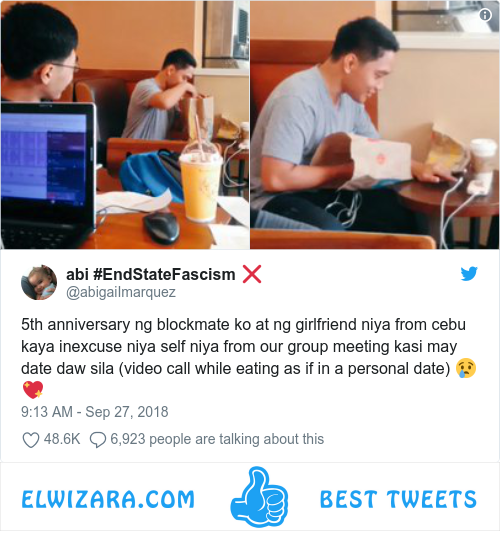 abi #EndStateFascism ❌
@abigailmarquez
5th anniversary ng blockmate ko at ng girlfriend niya from cebu
kaya inexcuse niya self niya from our group meeting kasi may
date daw sila (video call while eating as if in a personal date) 😢
💖
9:13 AM - Sep 27, 2018
48.6K 6,923 people are talking about this
ELWIZARA.COM BEST TWEETS